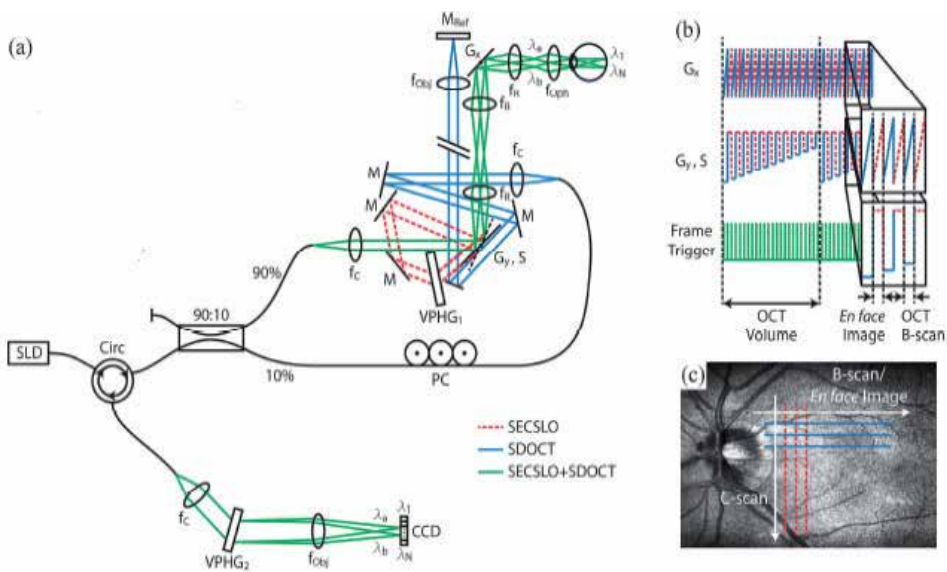 (a)
M_Ref
G_x
f_Obj
f_R
λ_a
λ_b
f_Oph
λ_1
λ_N
f_R
f_C
M
M
f_R
M
f_C
G_y, S
M
VPHG_1
90%
90:10
SLD
Circ
10%
PC
SECSLO
SDOCT
SECSLO+SDOCT
f_C
VPHG_2
f_Obj
λ_a
λ_b
λ_1
λ_N
CCD
(b)
G_x
G_y, S
Frame
Trigger
OCT
Volume
En face
Image
OCT
B-scan
(c)
B-scan/
En face Image
C-scan